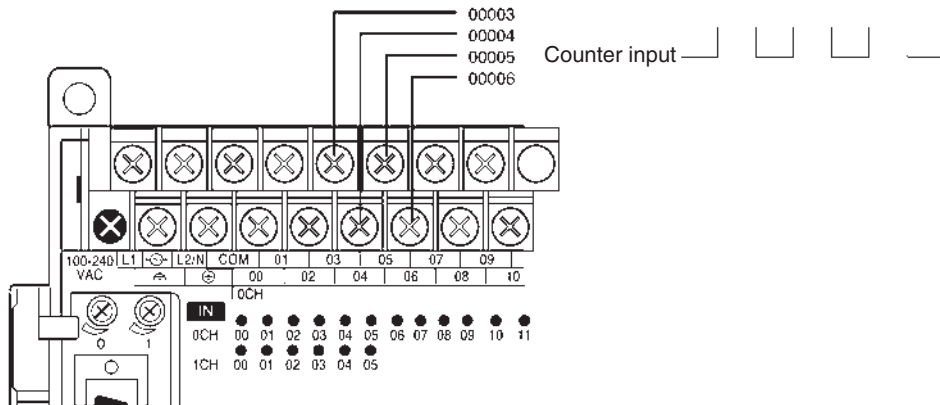 00003
00004
00005
00006
Counter input
100-240 L1 L2/N COM 01 03 05 07 09
VAC 00 02 04 06 08 10
0CH
IN
0CH 00 01 02 03 04 05 06 07 08 09 10 11
1CH 00 01 02 03 04 05
0 1